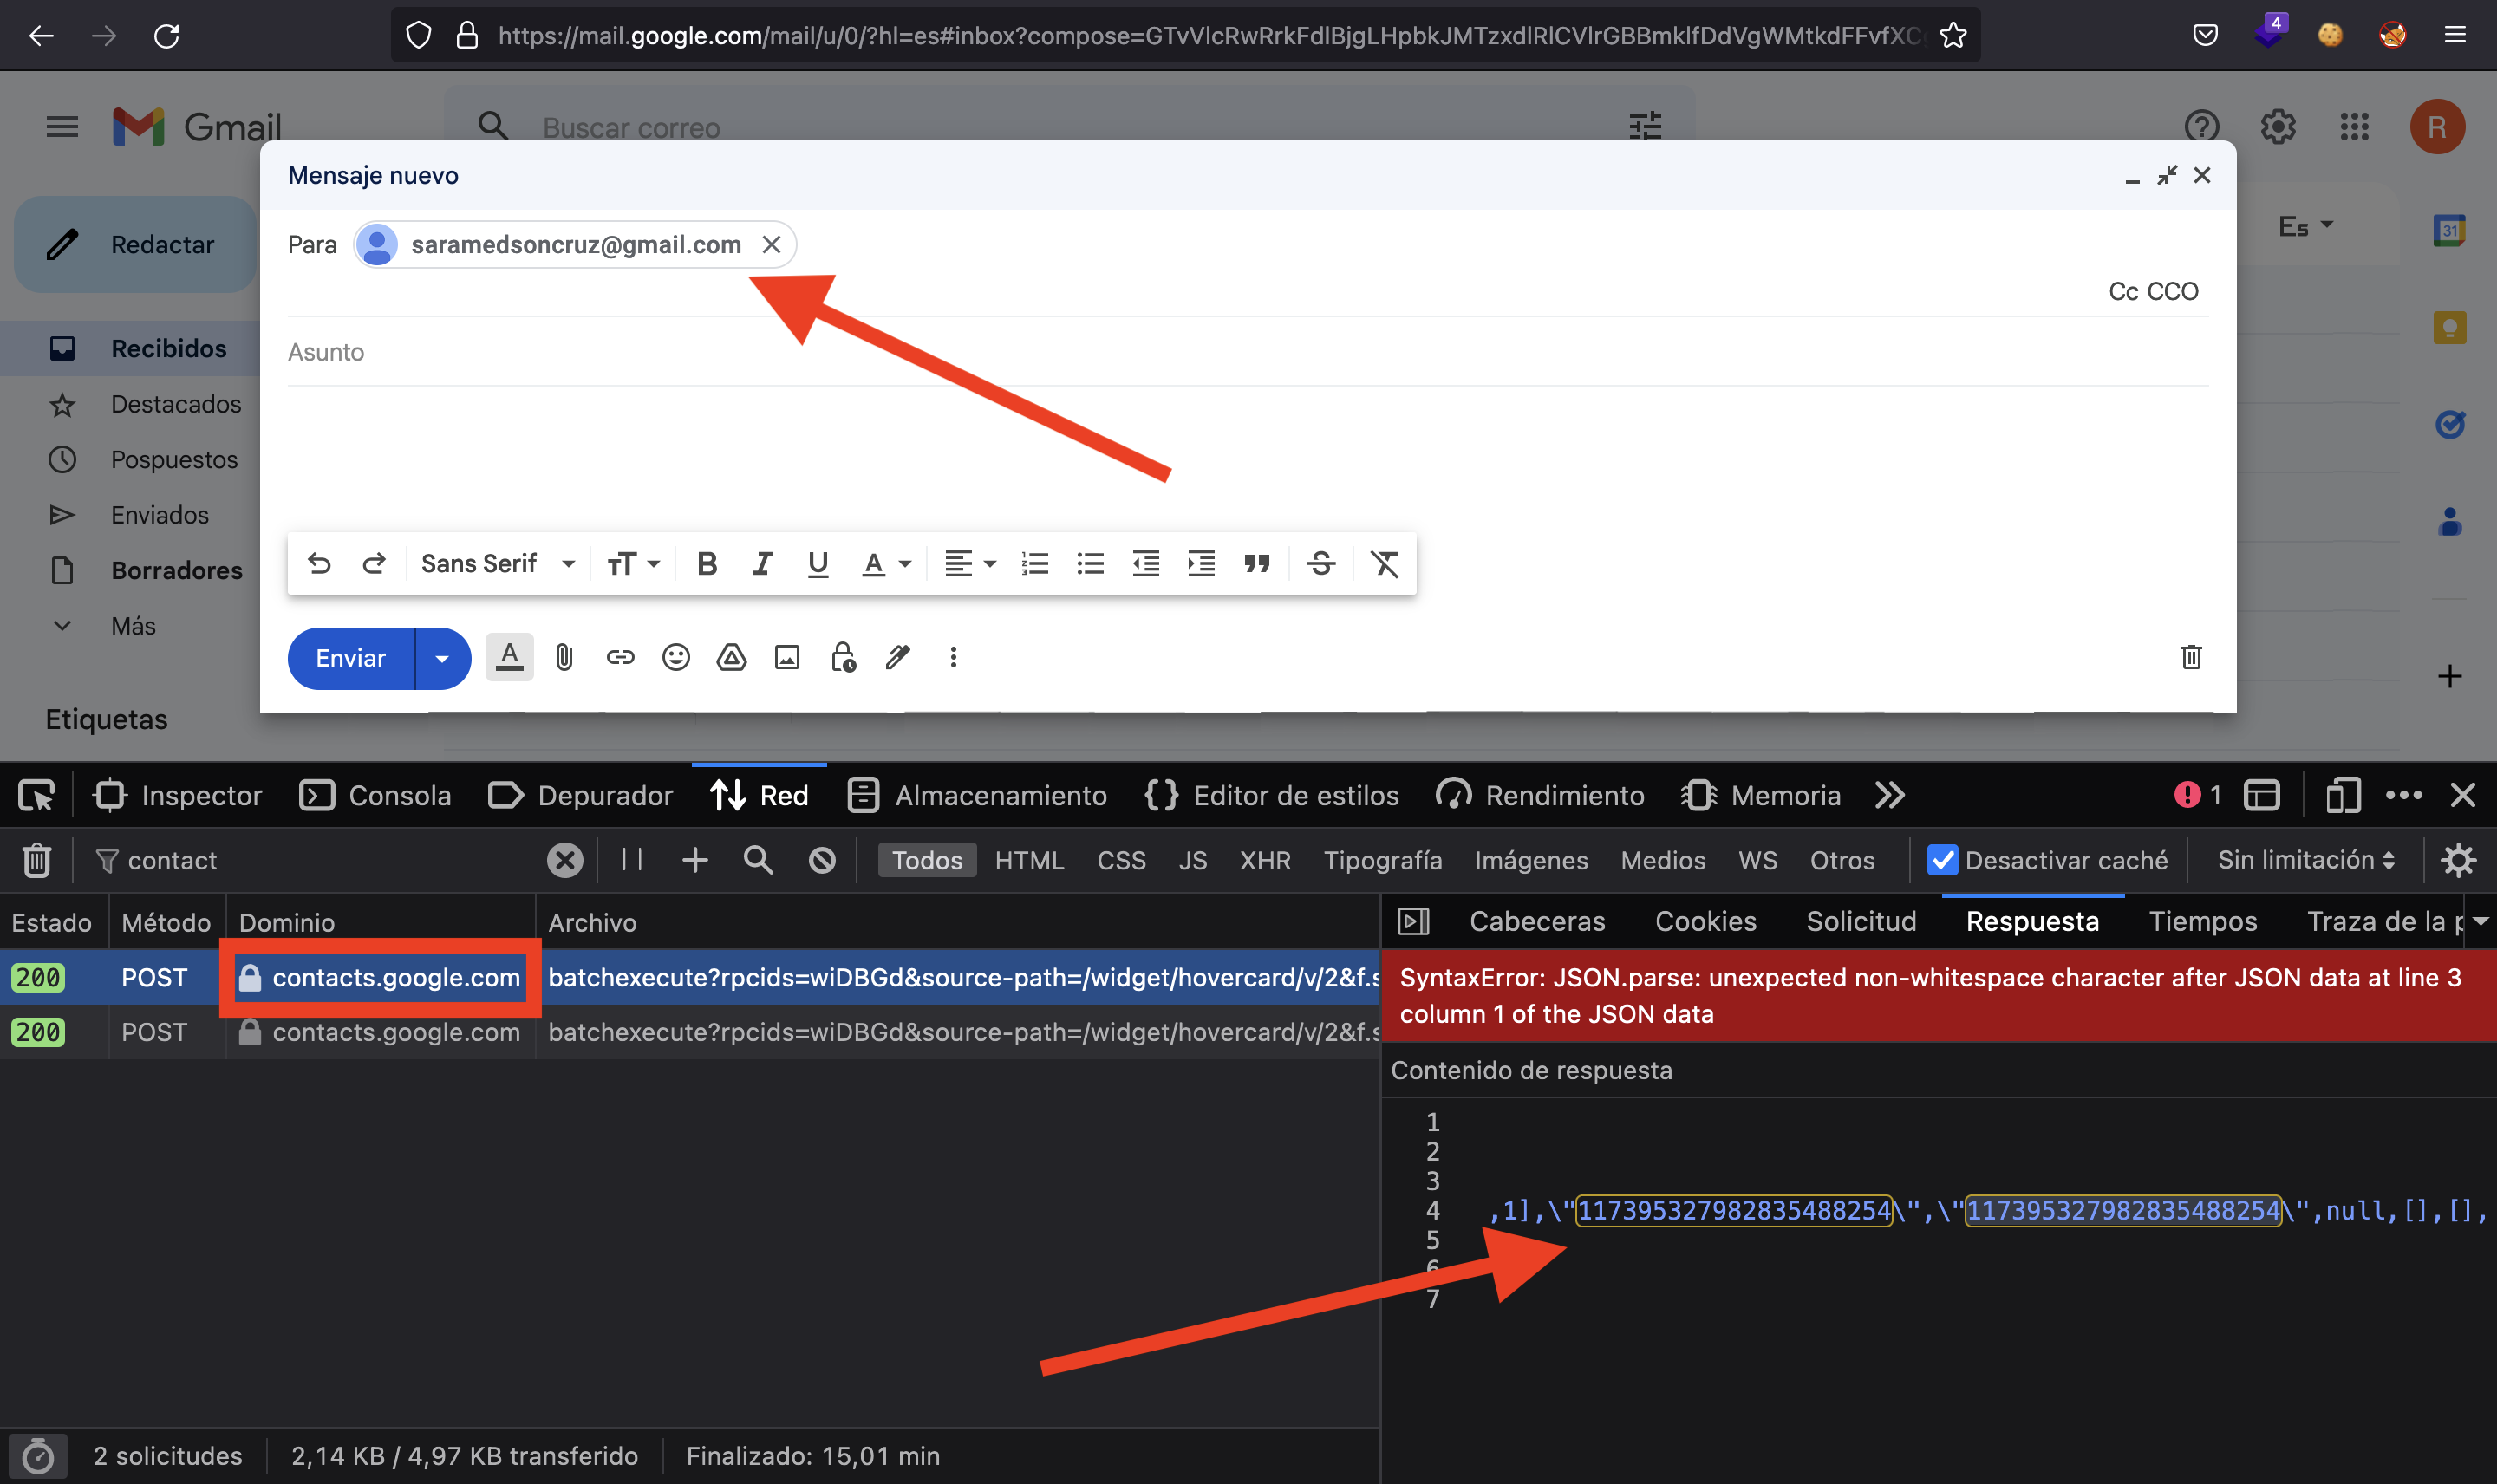 https://mail.google.com/mail/u/0/?hl=es#inbox?compose=GTvVlcRwRrkFdlBjgLHpbkJMTzxdlRlCVlrGBBmklfDdVgWMtkdFFvfXC
4
Gmail
Buscar correo
R
Mensaje nuevo
Redactar
Para saramedsoncruz@gmail.com
Es
31
Cc CCO
Recibidos
Asunto
Destacados
Pospuestos
Enviados
Sans Serif
Borradores
Más
Enviar
Etiquetas
Inspector Consola Depurador Red Almacenamiento Editor de estilos Rendimiento Memoria 1
contact Todos HTML CSS JS XHR Tipografía Imágenes Medios WS Otros Desactivar caché Sin limitación
Estado Método Dominio Archivo
Cabeceras Cookies Solicitud Respuesta Tiempos Traza de la p
200 POST contacts.google.com batchexecute?rpcids=wiDBGd&source-path=/widget/hovercard/v/2&f.s
200 POST contacts.google.com batchexecute?rpcids=wiDBGd&source-path=/widget/hovercard/v/2&f.s
SyntaxError: JSON.parse: unexpected non-whitespace character after JSON data at line 3
column 1 of the JSON data
Contenido de respuesta
1
2
3
4 ,1],\"117395327982835488254\",\"117395327982835488254\",null,[],[],
5
6
7
2 solicitudes 2,14 KB / 4,97 KB transferido Finalizado: 15,01 min